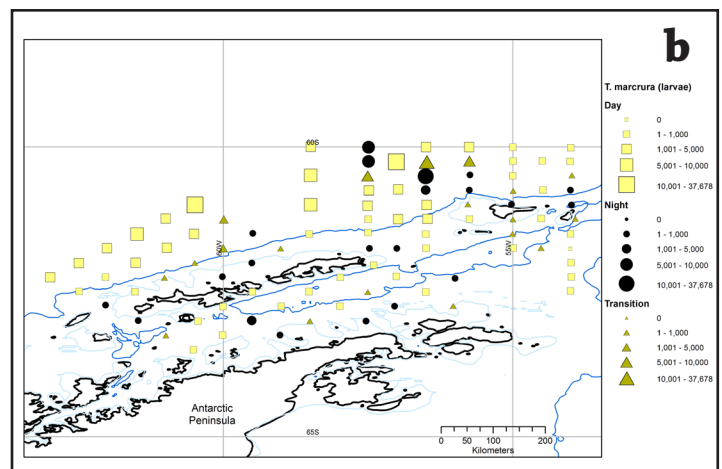 b
T. marcrura (larvae)
Day
0
1 - 1,000
1,001 - 5,000
5,001 - 10,000
10,001 - 37,678
Night
0
1 - 1,000
1,001 - 5,000
5,001 - 10,000
10,001 - 37,678
Transition
0
1 - 1,000
1,001 - 5,000
5,001 - 10,000
10,001 - 37,678
60S
60W
55W
Antarctic
Peninsula
65S
0 50 100 200
Kilometers